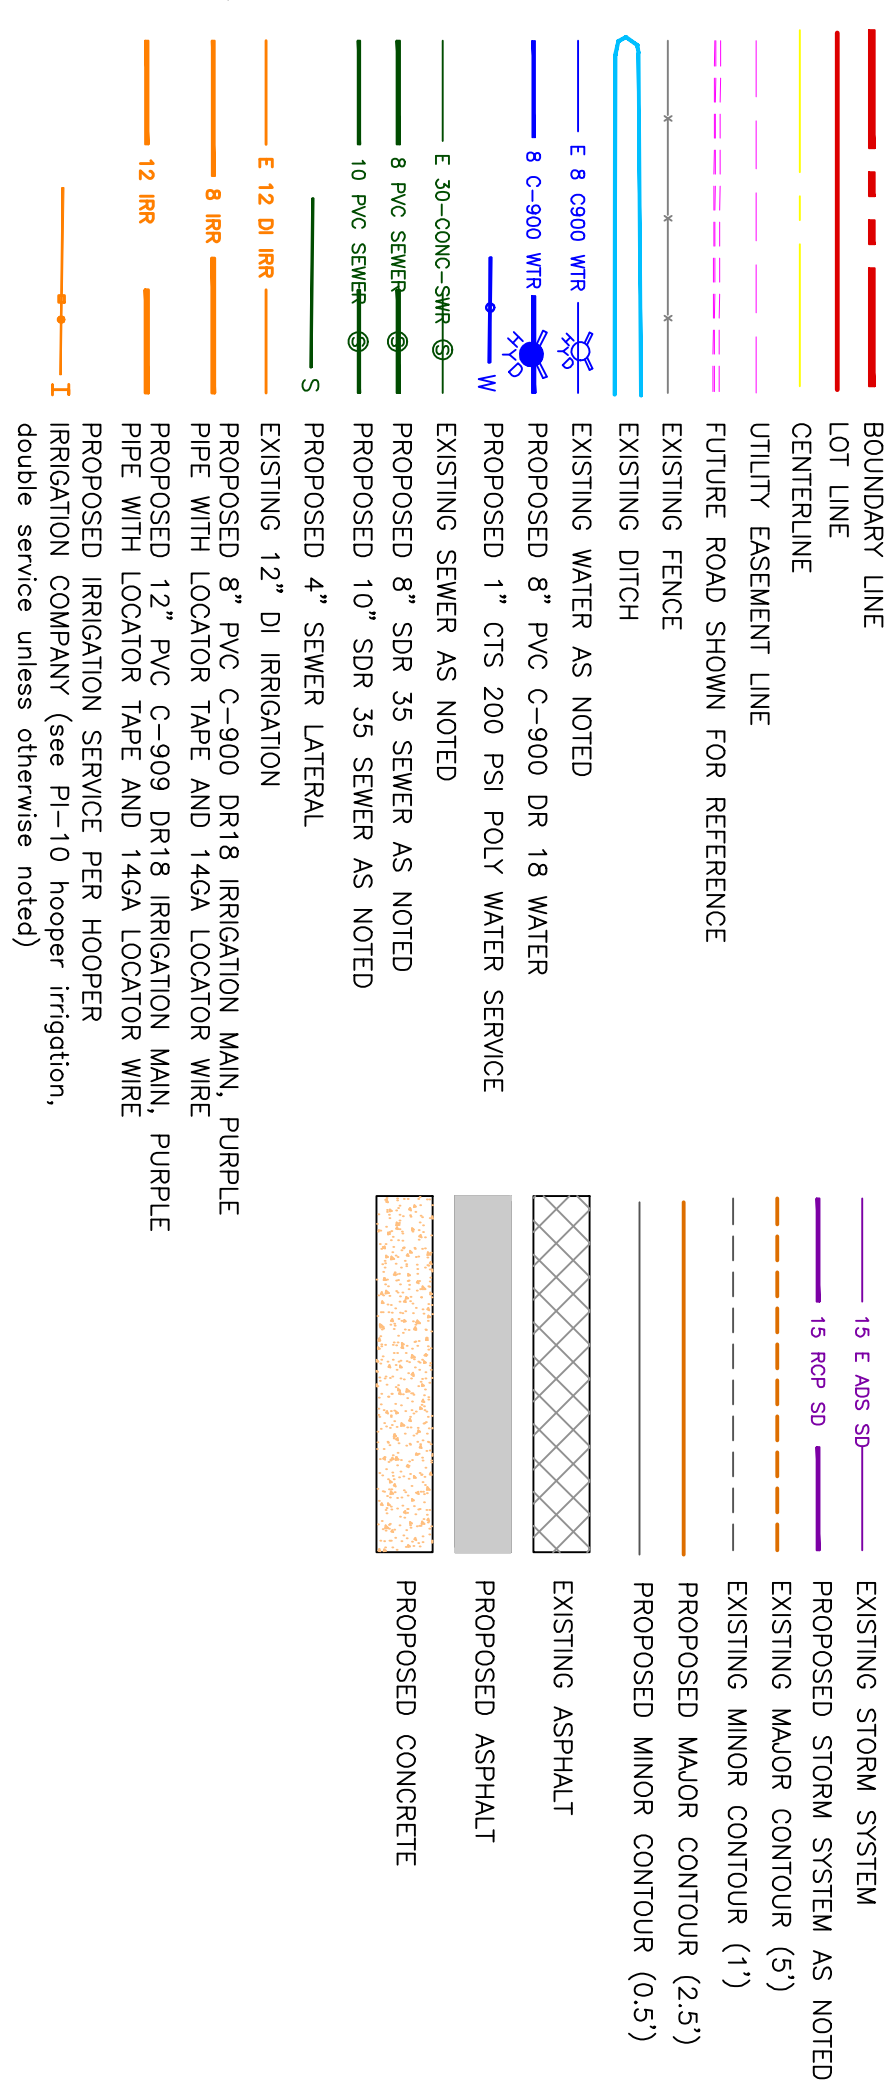 BOUNDARY LINE
LOT LINE
CENTERLINE
UTILITY EASEMENT LINE
FUTURE ROAD SHOWN FOR REFERENCE
EXISTING FENCE
EXISTING DITCH
E 8 C900 WTR HYD EXISTING WATER AS NOTED
8 C-900 WTR HYD PROPOSED 8" PVC C-900 DR 18 WATER
W PROPOSED 1" CTS 200 PSI POLY WATER SERVICE
E 30-CONC-SWR S EXISTING SEWER AS NOTED
8 PVC SEWER S PROPOSED 8" SDR 35 SEWER AS NOTED
10 PVC SEWER S PROPOSED 10" SDR 35 SEWER AS NOTED
S PROPOSED 4" SEWER LATERAL
E 12 DI IRR EXISTING 12" DI IRRIGATION
8 IRR PROPOSED 8" PVC C-900 DR18 IRRIGATION MAIN, PURPLE
PIPE WITH LOCATOR TAPE AND 14GA LOCATOR WIRE
12 IRR PROPOSED 12" PVC C-909 DR18 IRRIGATION MAIN, PURPLE
PIPE WITH LOCATOR TAPE AND 14GA LOCATOR WIRE
PROPOSED IRRIGATION SERVICE PER HOOPER
I IRRIGATION COMPANY (see PI-10 hooper irrigation,
double service unless otherwise noted)
15 E ADS SD EXISTING STORM SYSTEM
15 RCP SD PROPOSED STORM SYSTEM AS NOTED
EXISTING MAJOR CONTOUR (5')
EXISTING MINOR CONTOUR (1')
PROPOSED MAJOR CONTOUR (2.5')
PROPOSED MINOR CONTOUR (0.5')
EXISTING ASPHALT
PROPOSED ASPHALT
PROPOSED CONCRETE